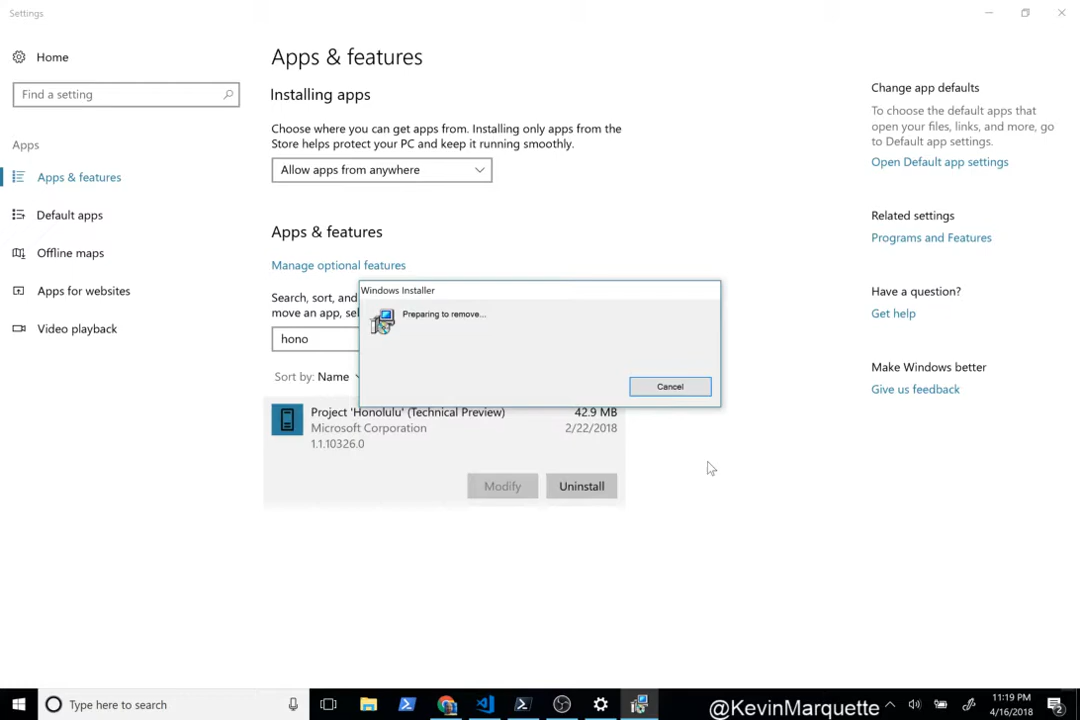 Settings
Home
Find a setting
Apps
Apps & features
Default apps
Offline maps
Apps for websites
Video playback
Apps & features
Installing apps
Choose where you can get apps from. Installing only apps from the
Store helps protect your PC and keep it running smoothly.
Allow apps from anywhere
Apps & features
Manage optional features
Search, sort, and
move an app, sel
hono
Sort by: Name
Windows Installer
Preparing to remove...
Cancel
Project 'Honolulu' (Technical Preview)
42.9 MB
Microsoft Corporation
2/22/2018
1.1.10326.0
Modify
Uninstall
Change app defaults
To choose the default apps that
open your files, links, and more, go
to Default app settings.
Open Default app settings
Related settings
Programs and Features
Have a question?
Get help
Make Windows better
Give us feedback
Type here to search
@KevinMarquette
11:19 PM
4/16/2018
2